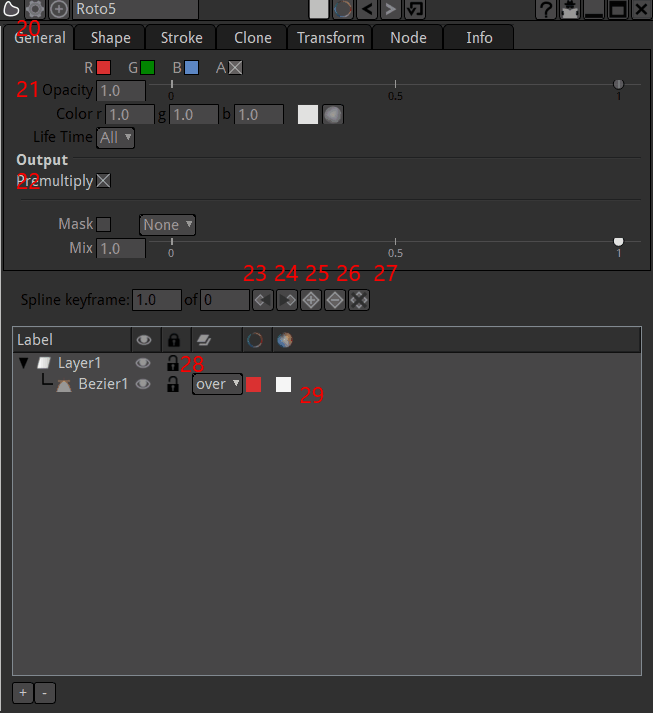 Roto5
20
General Shape Stroke Clone Transform Node Info
R G B A
21 Opacity 1.0 0 0.5 1
Color r 1.0 g 1.0 b 1.0
Life Time All
Output
22 Premultiply
Mask None
Mix 1.0 0 0.5 1
23 24 25 26 27
Spline keyframe: 1.0 of 0
Label
Layer1 28
Bezier1 over
29
+ -